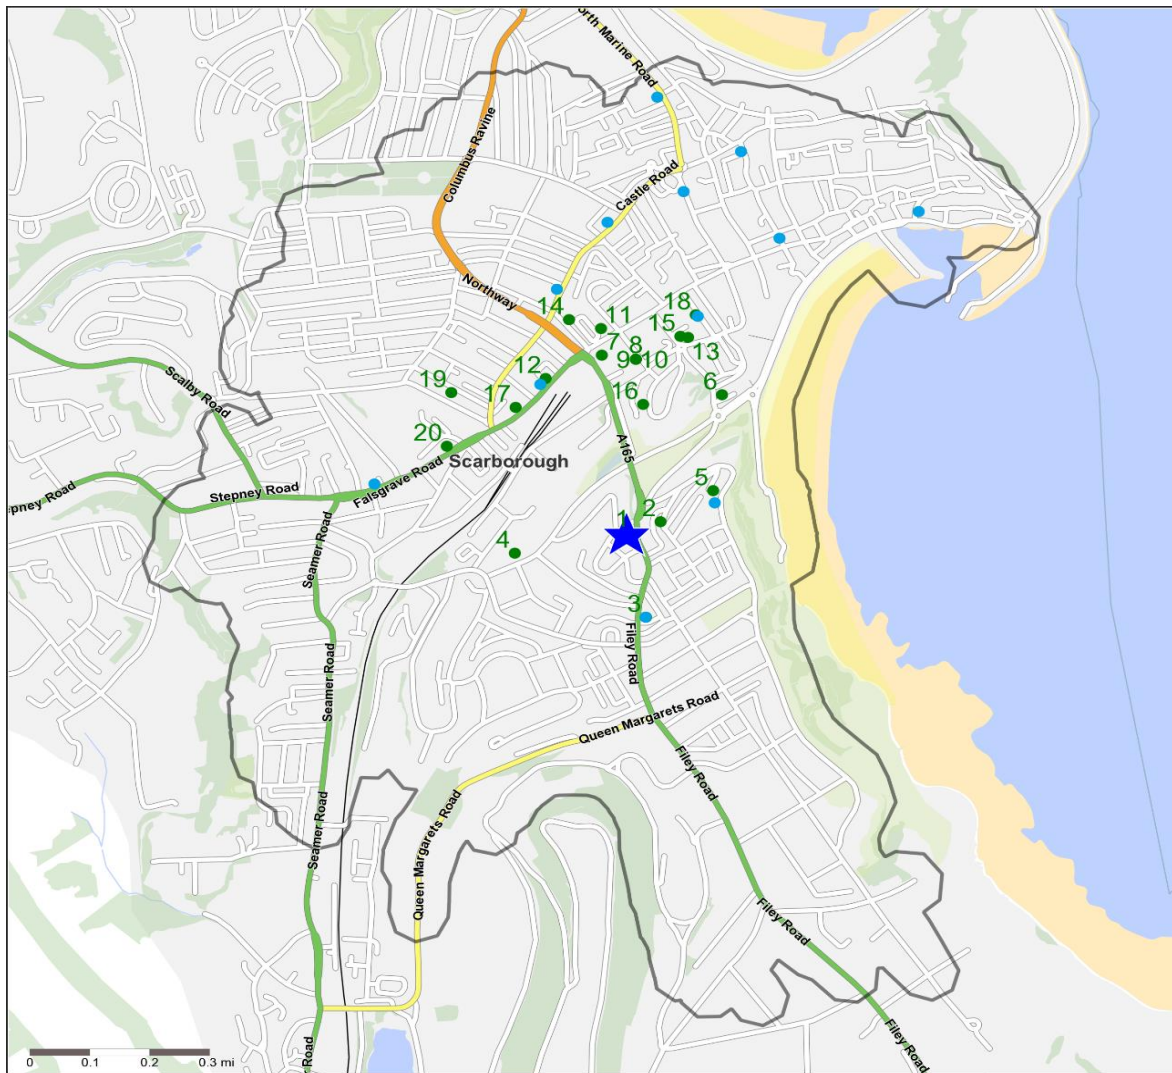 orth Marine Road
Columbus Ravine
Castle Road
Northway
14
11
18
15
13
7
8
9
10
12
19
17
16
6
Scalby Road
20
A165
Scarborough
Falsgrave Road
Stepney Road
epney Road
5
2
1
4
Seamer Road
3
Filey Road
Seamer Road
Queen Margarets Road
Filey Road
Seamer Road
Queen Margarets Road
Filey Road
Filey Road
r Road
0 0.1 0.2 0.3 mi